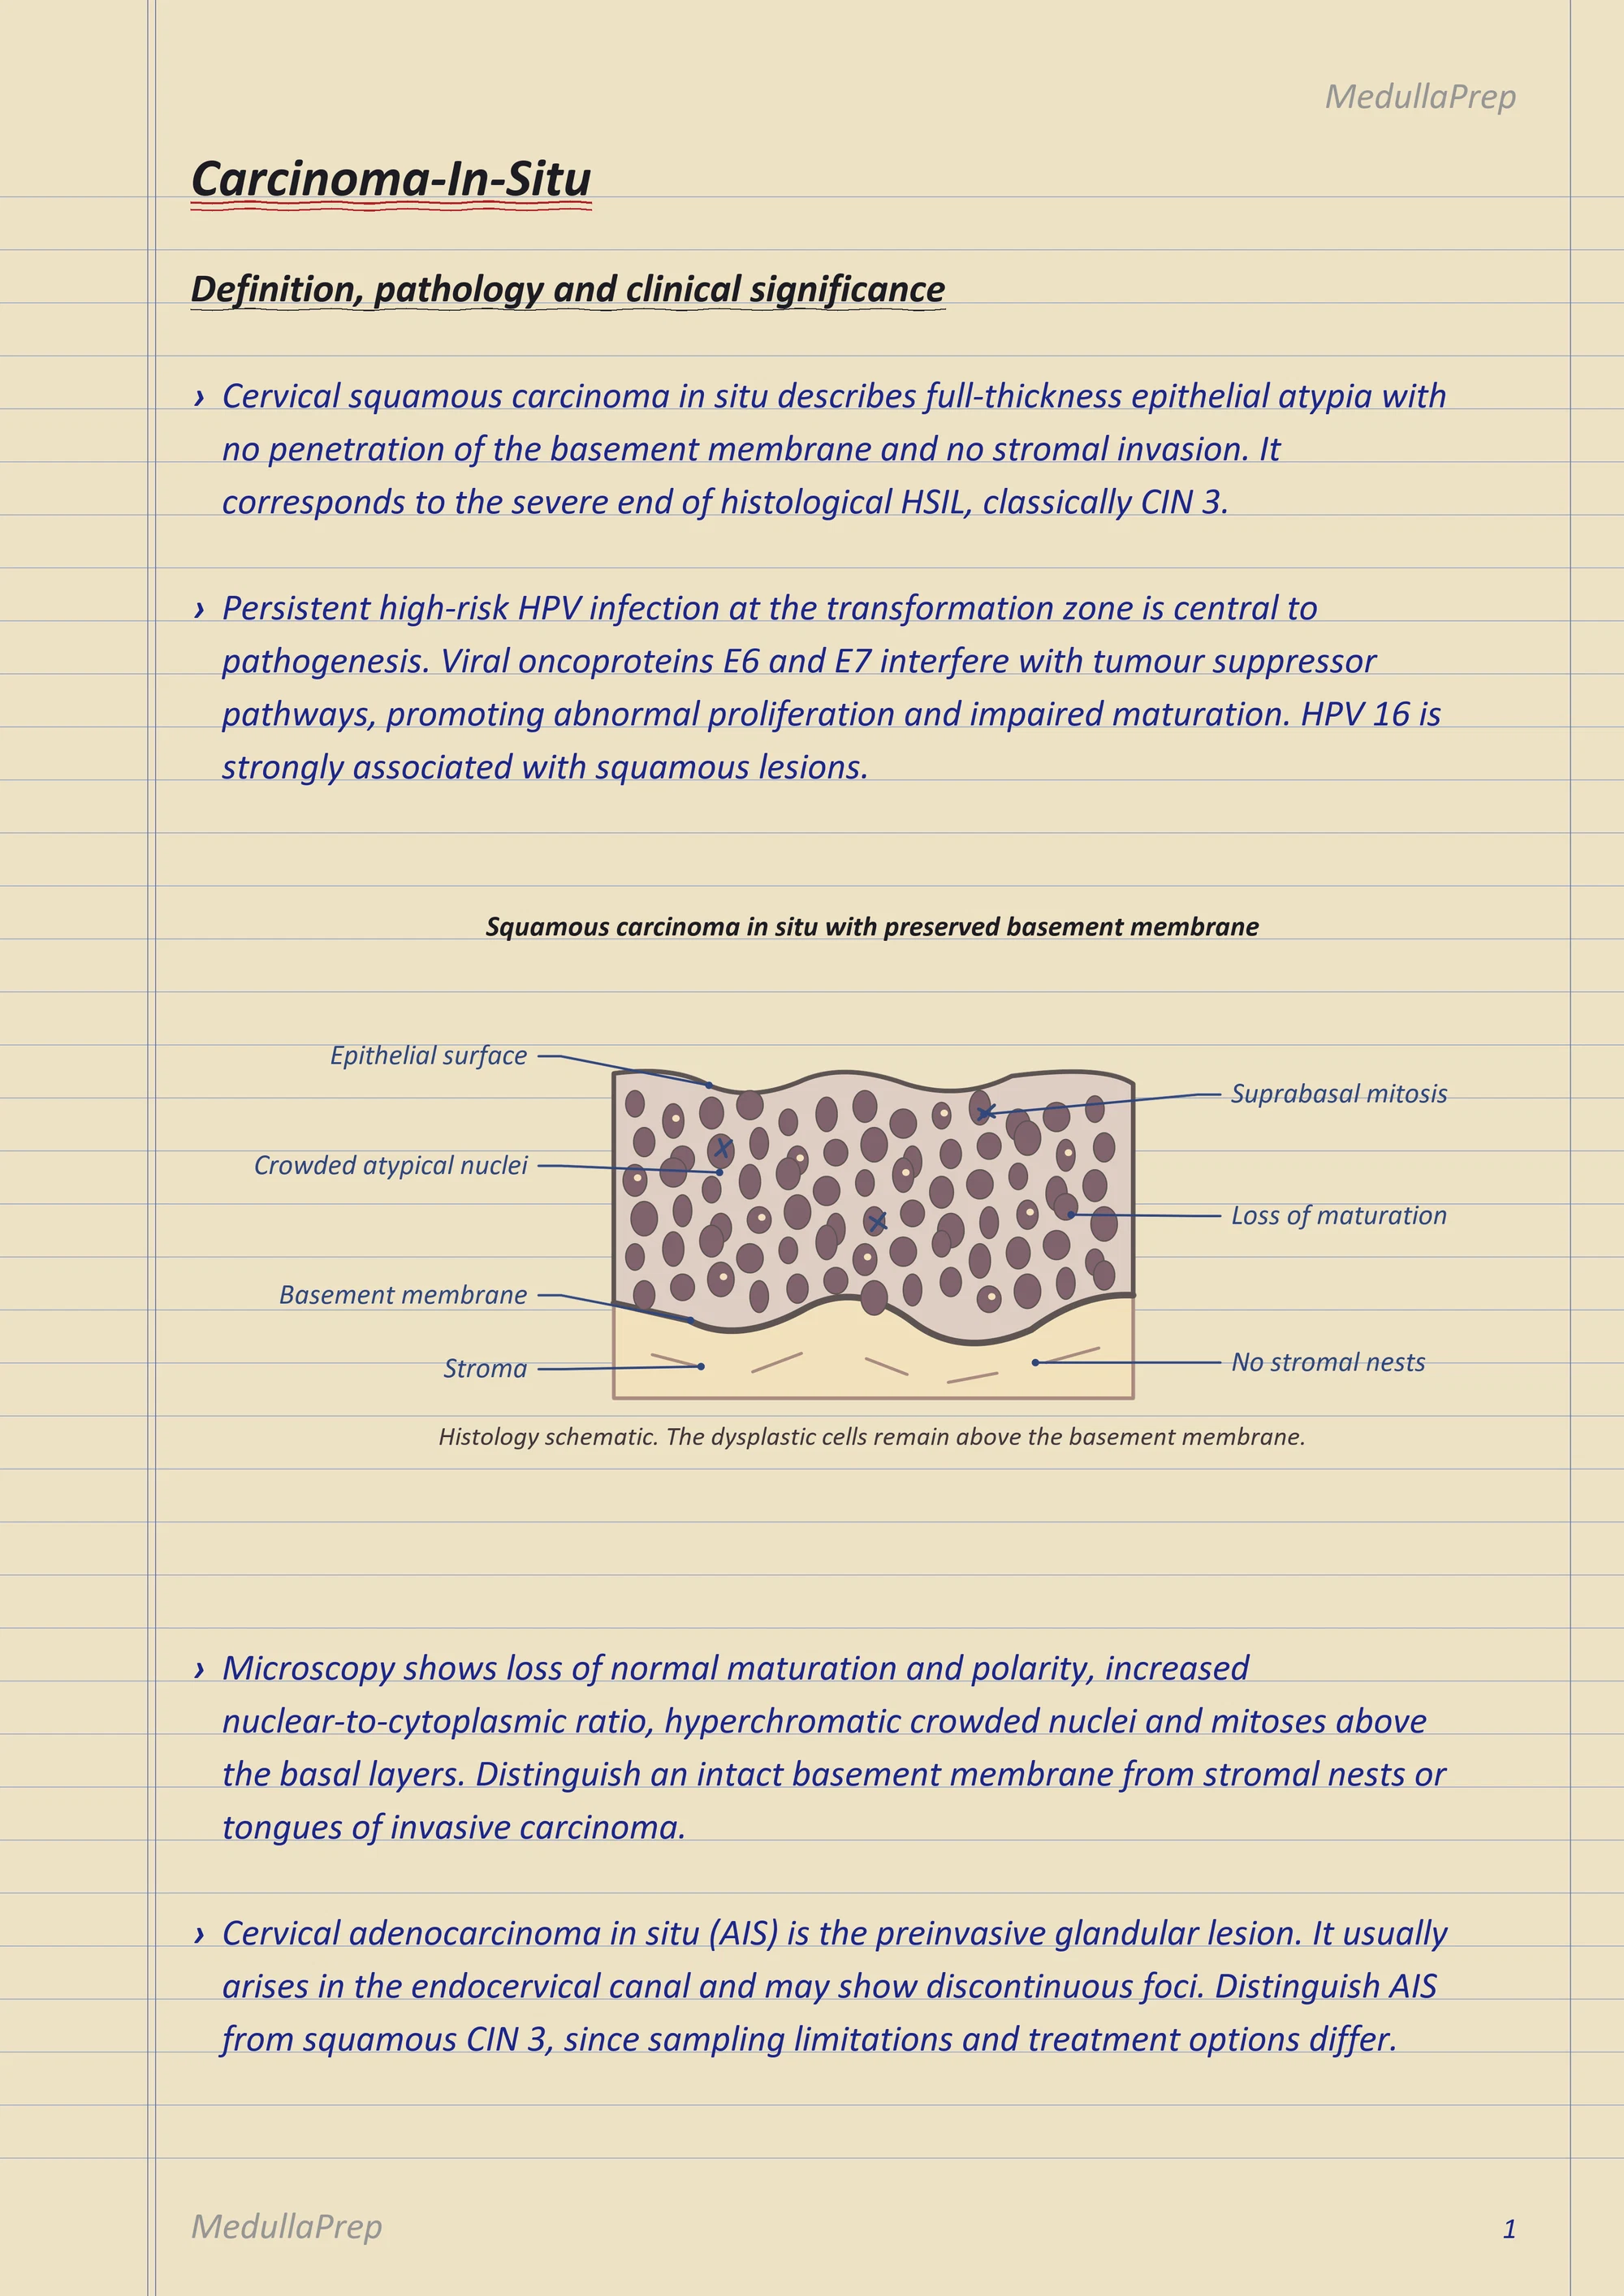 MedullaPrep
Carcinoma-In-Situ
Definition, pathology and clinical significance
› Cervical squamous carcinoma in situ describes full-thickness epithelial atypia with
no penetration of the basement membrane and no stromal invasion. It
corresponds to the severe end of histological HSIL, classically CIN 3.
› Persistent high-risk HPV infection at the transformation zone is central to
pathogenesis. Viral oncoproteins E6 and E7 interfere with tumour suppressor
pathways, promoting abnormal proliferation and impaired maturation. HPV 16 is
strongly associated with squamous lesions.
Squamous carcinoma in situ with preserved basement membrane
Epithelial surface
Suprabasal mitosis
Crowded atypical nuclei
Loss of maturation
Basement membrane
Stroma
No stromal nests
Histology schematic. The dysplastic cells remain above the basement membrane.
› Microscopy shows loss of normal maturation and polarity, increased
nuclear-to-cytoplasmic ratio, hyperchromatic crowded nuclei and mitoses above
the basal layers. Distinguish an intact basement membrane from stromal nests or
tongues of invasive carcinoma.
› Cervical adenocarcinoma in situ (AIS) is the preinvasive glandular lesion. It usually
arises in the endocervical canal and may show discontinuous foci. Distinguish AIS
from squamous CIN 3, since sampling limitations and treatment options differ.
MedullaPrep
1